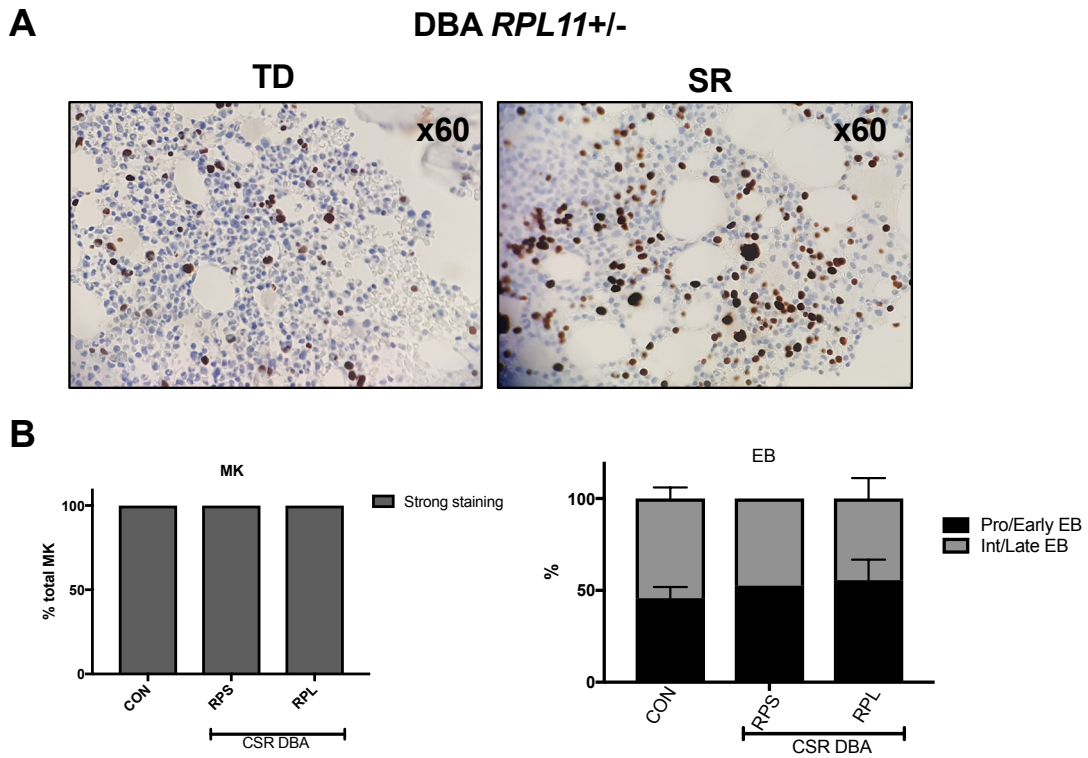 A
DBA RPL11+/-
TD
SR
x60
x60
B
MK
% total MK
100
50
0
CON
RPS
RPL
CSR DBA
Strong staining
EB
%
100
50
0
CON
RPS
RPL
CSR DBA
Pro/Early EB
Int/Late EB